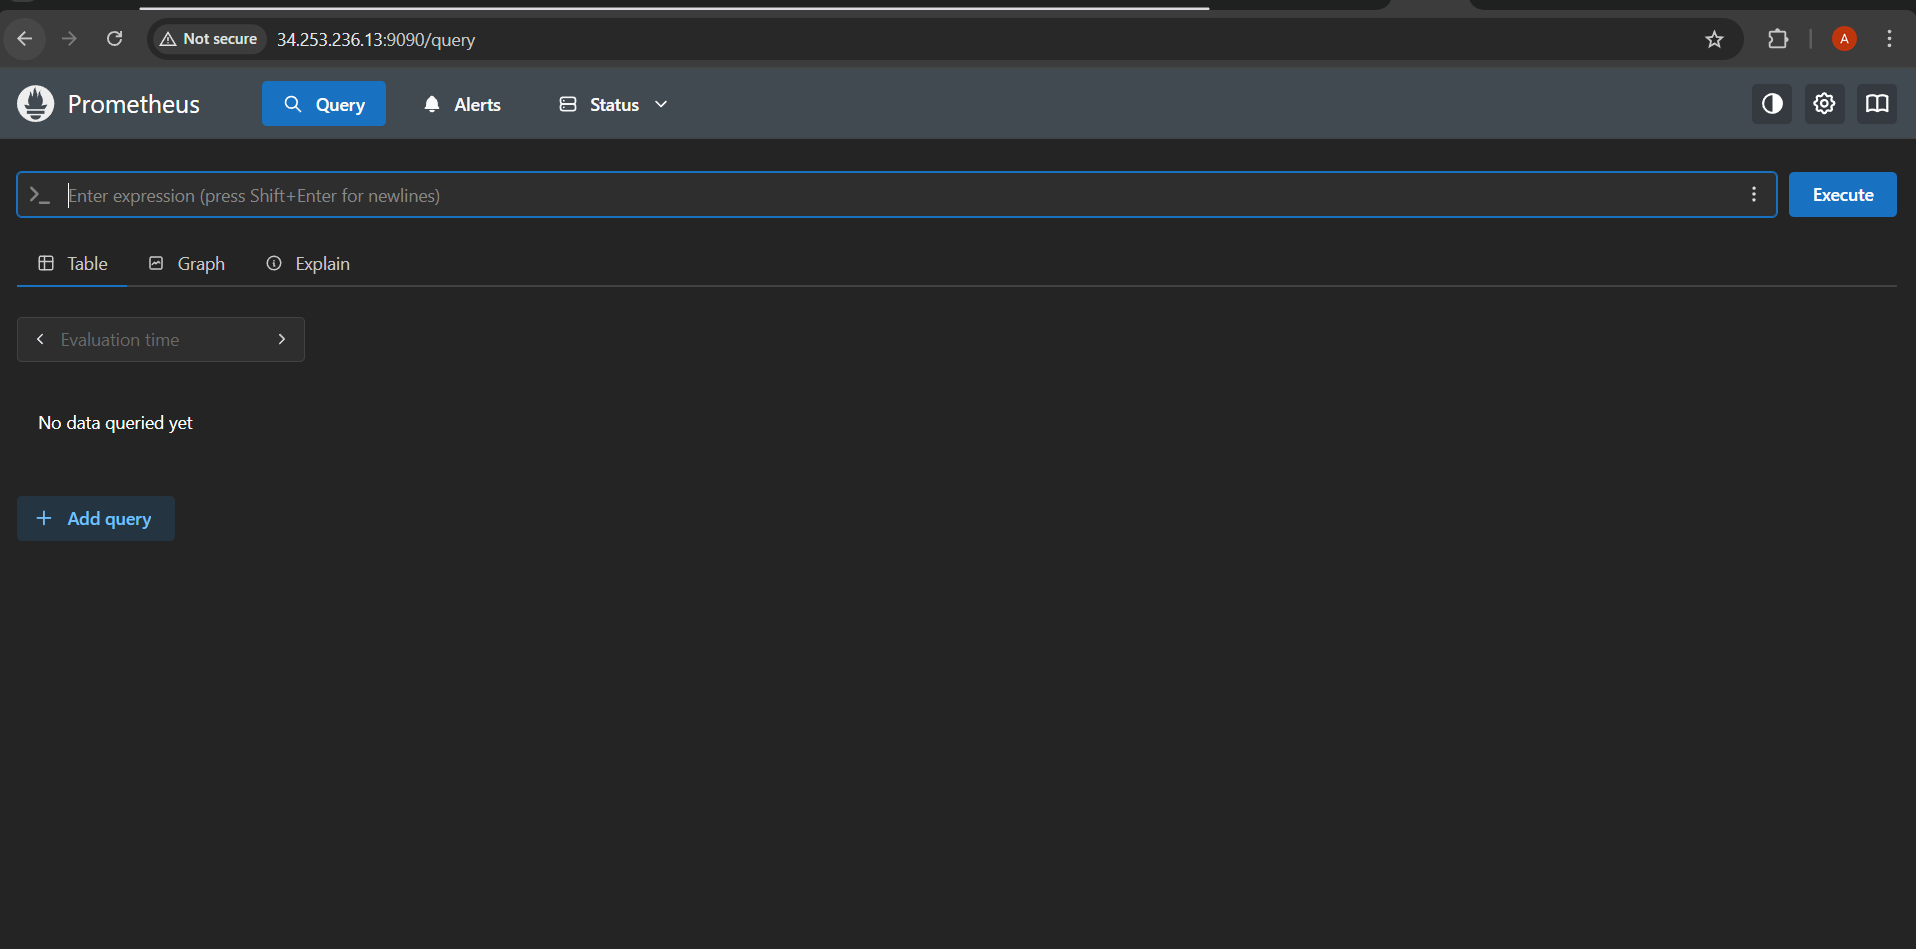 Not secure 34.253.236.13:9090/query A
Prometheus Query Alerts Status
Enter expression (press Shift+Enter for newlines) Execute
Table Graph Explain
Evaluation time
No data queried yet
Add query